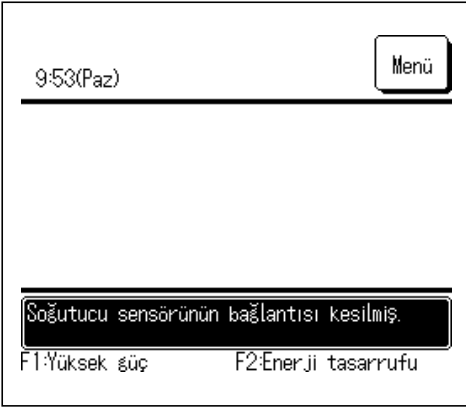 9:53(Paz)
Menü
Soğutucu sensörünün bağlantısı kesilmiş.
F1:Yüksek güç
F2:Enerji tasarrufu